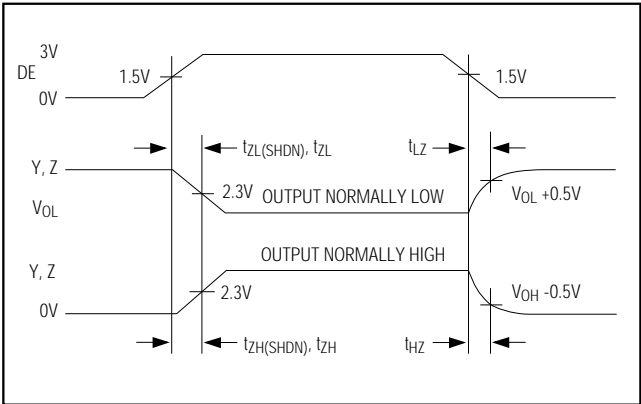 3V
DE
1.5V
1.5V
0V
tZL(SHDN), tZL
tLZ
Y, Z
2.3V
OUTPUT NORMALLY LOW
VOL +0.5V
VOL
OUTPUT NORMALLY HIGH
Y, Z
2.3V
VOH -0.5V
0V
tZH(SHDN), tZH
tHZ